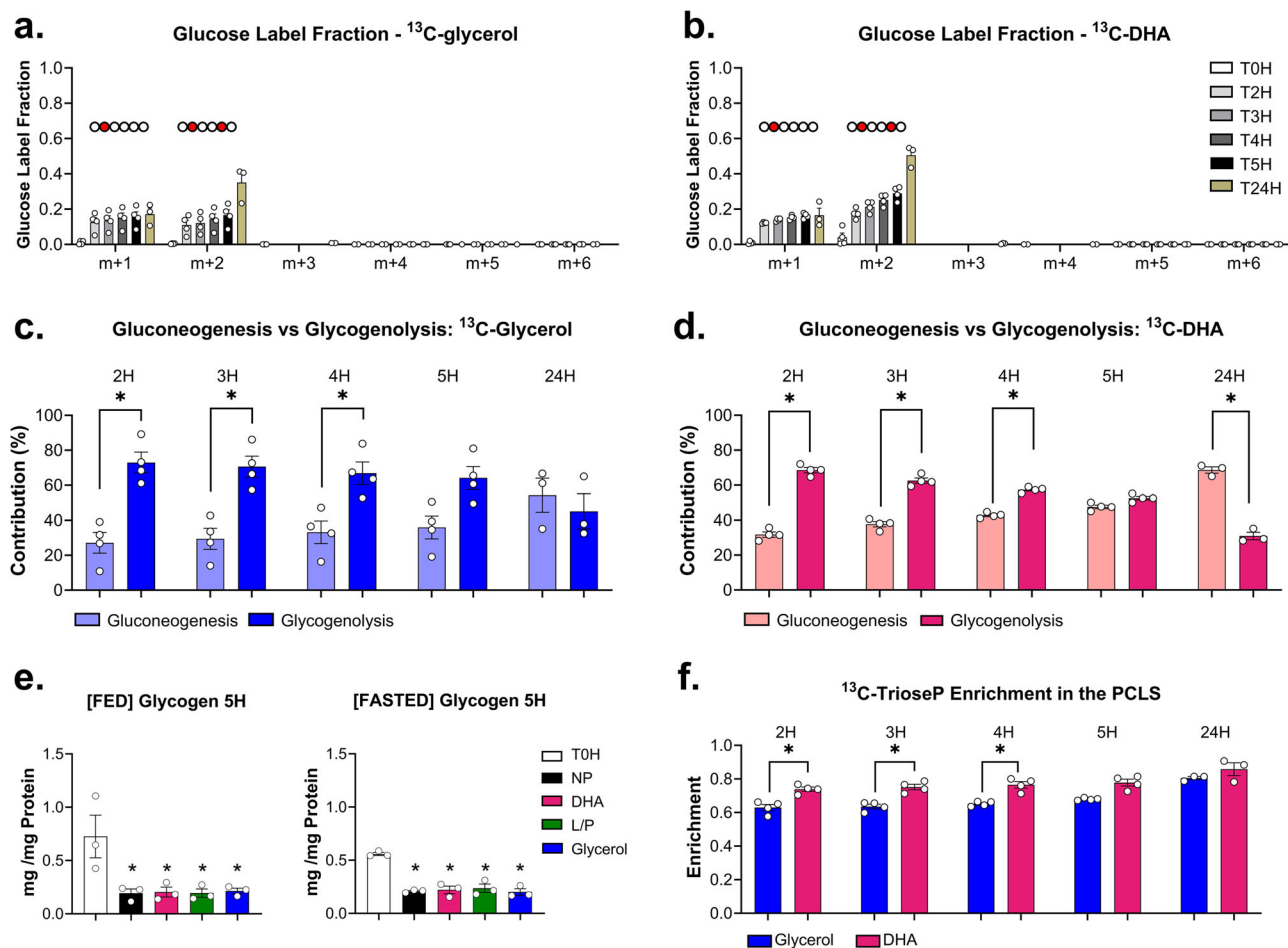 a.
Glucose Label Fraction - ¹³C-glycerol
Glucose Label Fraction
1.0
0.8
0.6
0.4
0.2
0.0
m+1 m+2 m+3 m+4 m+5 m+6
b.
Glucose Label Fraction - ¹³C-DHA
Glucose Label Fraction
1.0
0.8
0.6
0.4
0.2
0.0
m+1 m+2 m+3 m+4 m+5 m+6
T0H
T2H
T3H
T4H
T5H
T24H
c.
Gluconeogenesis vs Glycogenolysis: ¹³C-Glycerol
2H 3H 4H 5H 24H
* * *
Contribution (%)
100
80
60
40
20
0
Gluconeogenesis Glycogenolysis
d.
Gluconeogenesis vs Glycogenolysis: ¹³C-DHA
2H 3H 4H 5H 24H
* * * *
Contribution (%)
100
80
60
40
20
0
Gluconeogenesis Glycogenolysis
e.
[FED] Glycogen 5H
mg /mg Protein
1.5
1.0
0.5
0.0
* * * *
[FASTED] Glycogen 5H
mg /mg Protein
1.5
1.0
0.5
0.0
* * * *
T0H
NP
DHA
L/P
Glycerol
f.
¹³C-TrioseP Enrichment in the PCLS
2H 3H 4H 5H 24H
* * *
Enrichment
1.0
0.8
0.6
0.4
0.2
0.0
Glycerol DHA